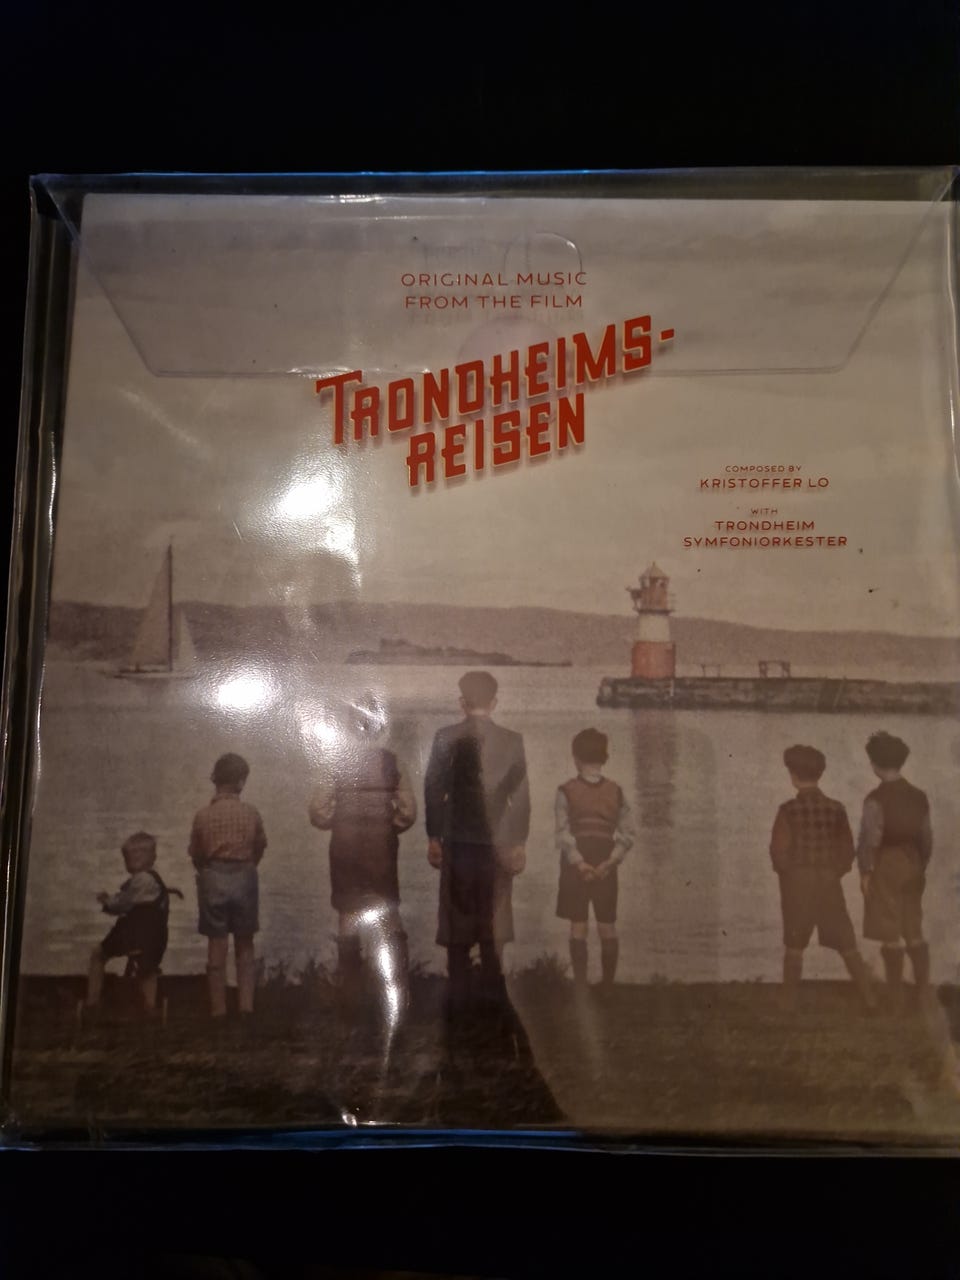 ORIGINAL MUSIC
FROM THE FILM
TRONDHEIMS-
REISEN
COMPOSED BY
KRISTOFFER LO
WITH
TRONDHEIM
SYMFONIORKESTER